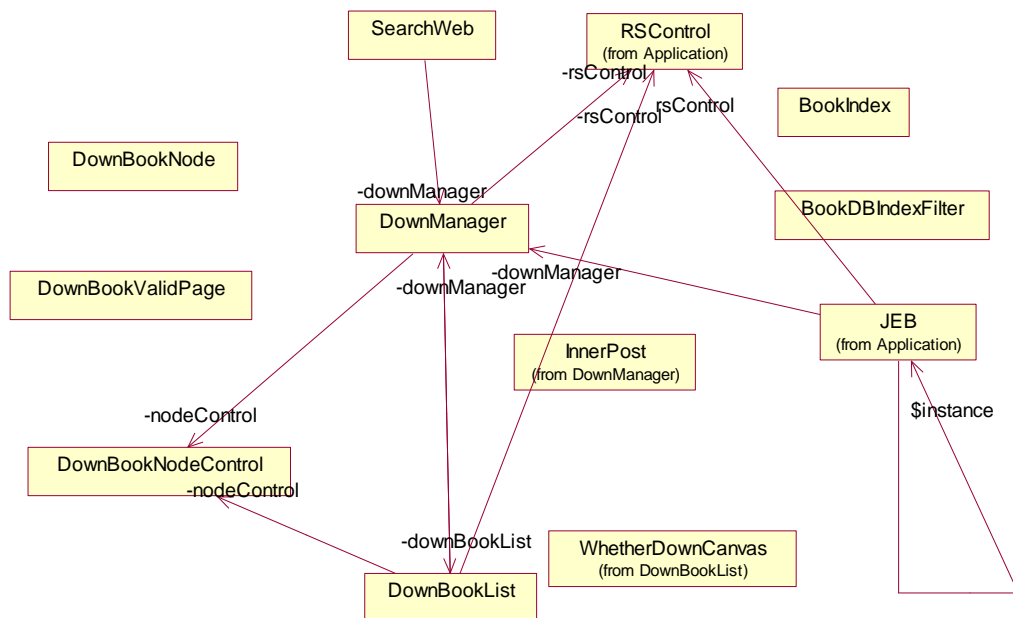 SearchWeb
RSControl
(from Application)
-rsControl
-rsControl
rsControl
BookIndex
DownBookNode
-downManager
DownManager
BookDBIndexFilter
DownBookValidPage
-downManager
-downManager
JEB
(from Application)
InnerPost
(from DownManager)
$instance
-nodeControl
DownBookNodeControl
-nodeControl
-downBookList
WhetherDownCanvas
(from DownBookList)
DownBookList